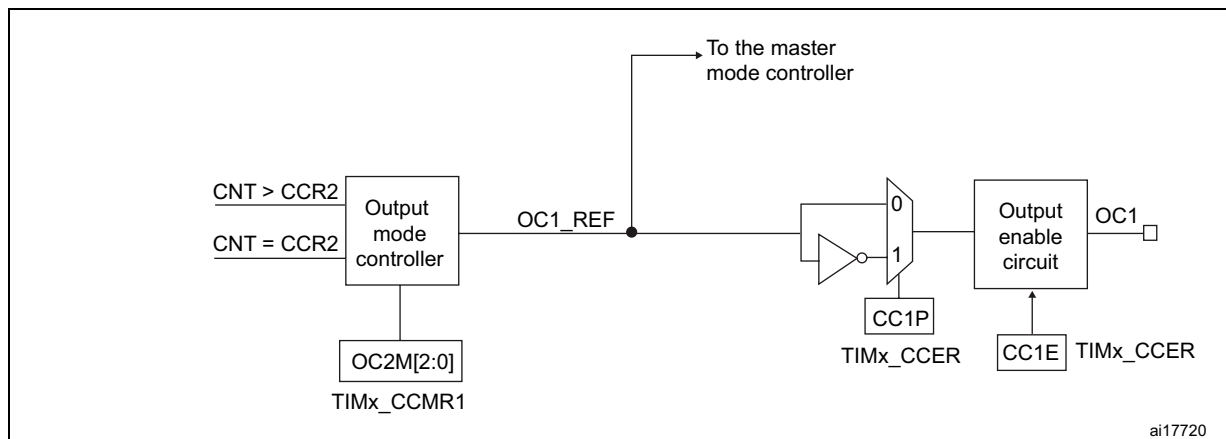 To the master
mode controller
CNT > CCR2
CNT = CCR2
Output
mode
controller
OC1_REF
0
1
Output
enable
circuit
OC1
CC1P
TIMx_CCER
CC1E
TIMx_CCER
OC2M[2:0]
TIMx_CCMR1
ai17720